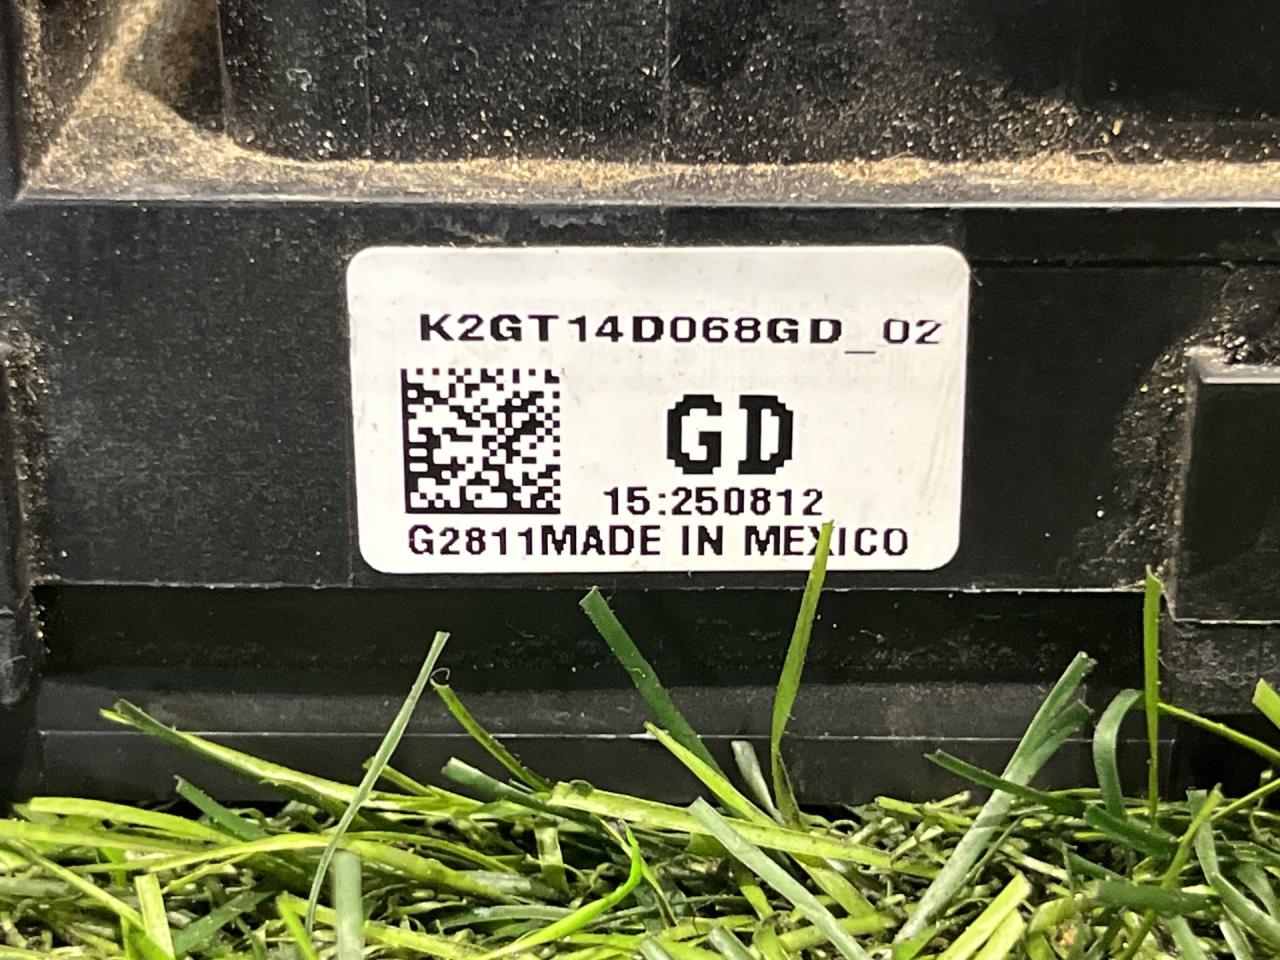 K2GT14D068GD_02
GD
15:250812
G2811MADE IN MEXICO